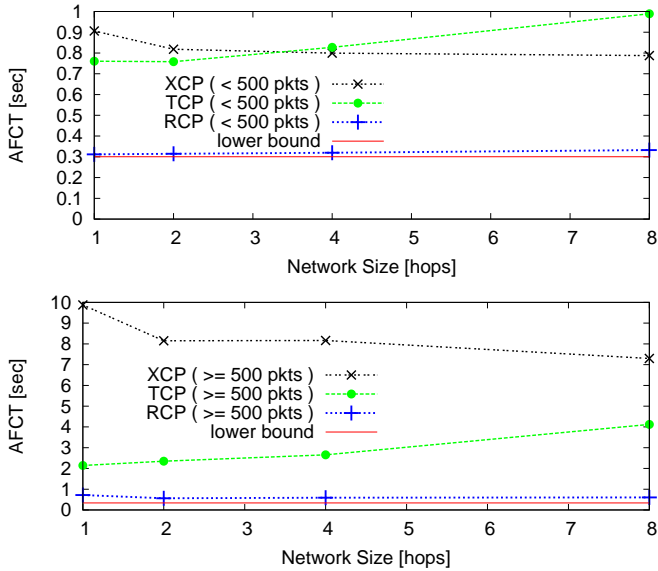 1
0.9
0.8
0.7
0.6
0.5
0.4
0.3
0.2
0.1
0
AFCT [sec]
XCP ( < 500 pkts )
TCP ( < 500 pkts )
RCP ( < 500 pkts )
lower bound
1 2 3 4 5 6 7 8
Network Size [hops]
10
9
8
7
6
5
4
3
2
1
0
AFCT [sec]
XCP ( >= 500 pkts )
TCP ( >= 500 pkts )
RCP ( >= 500 pkts )
lower bound
1 2 3 4 5 6 7 8
Network Size [hops]